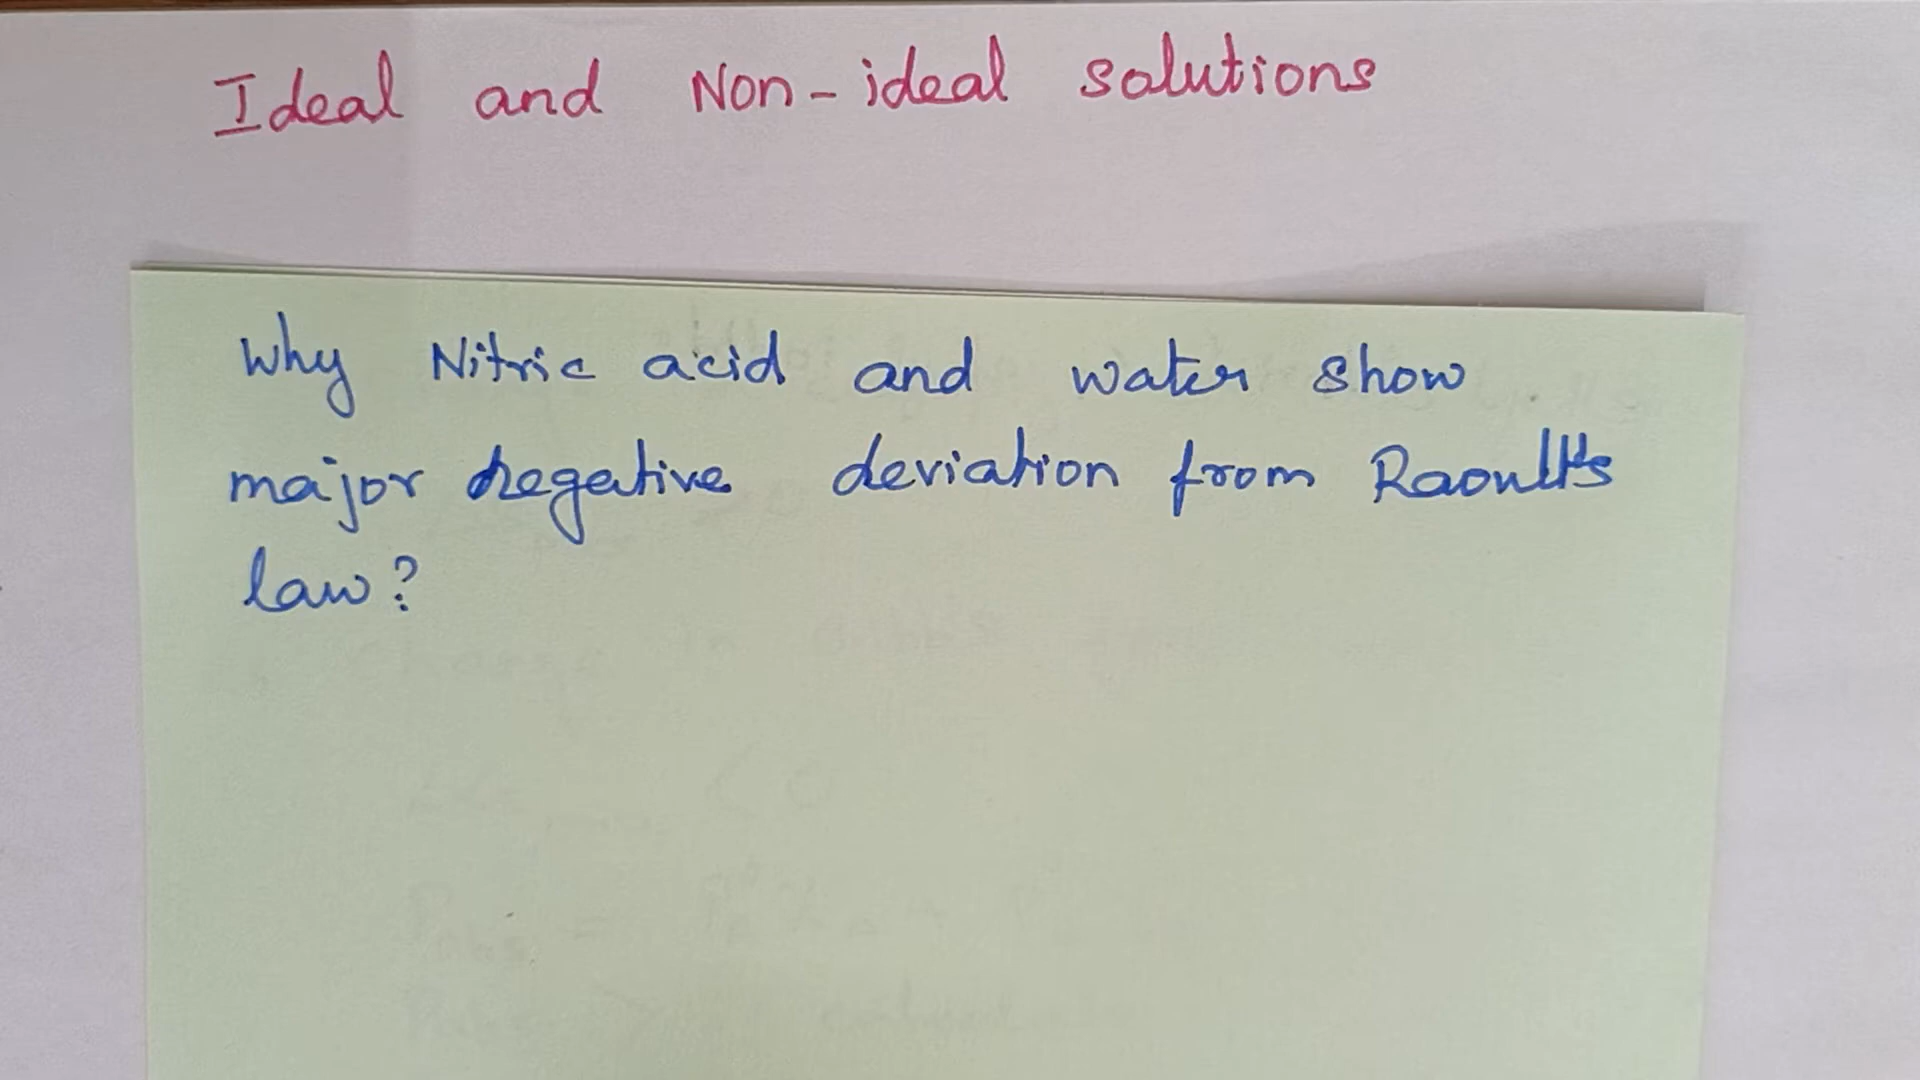 Ideal and Non-ideal solutions
Why Nitric acid and water show
major negative deviation from Raoult's
law?